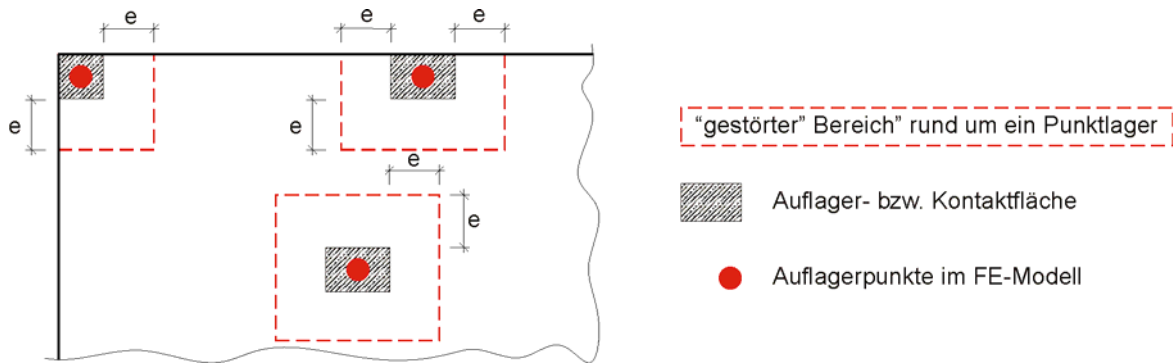 e
e
e
e
e
e
e
"gestörter" Bereich" rund um ein Punktlager
Auflager- bzw. Kontaktfläche
Auflagerpunkte im FE-Modell